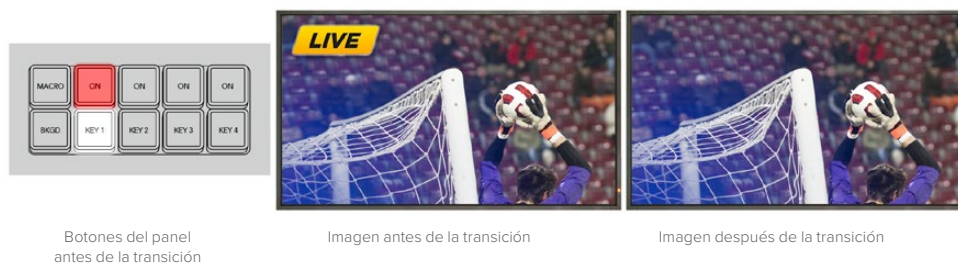 LIVE
MACRO ON ON ON ON
BKGD KEY 1 KEY 2 KEY 3 KEY 4
Botones del panel
antes de la transición
Imagen antes de la transición
Imagen después de la transición